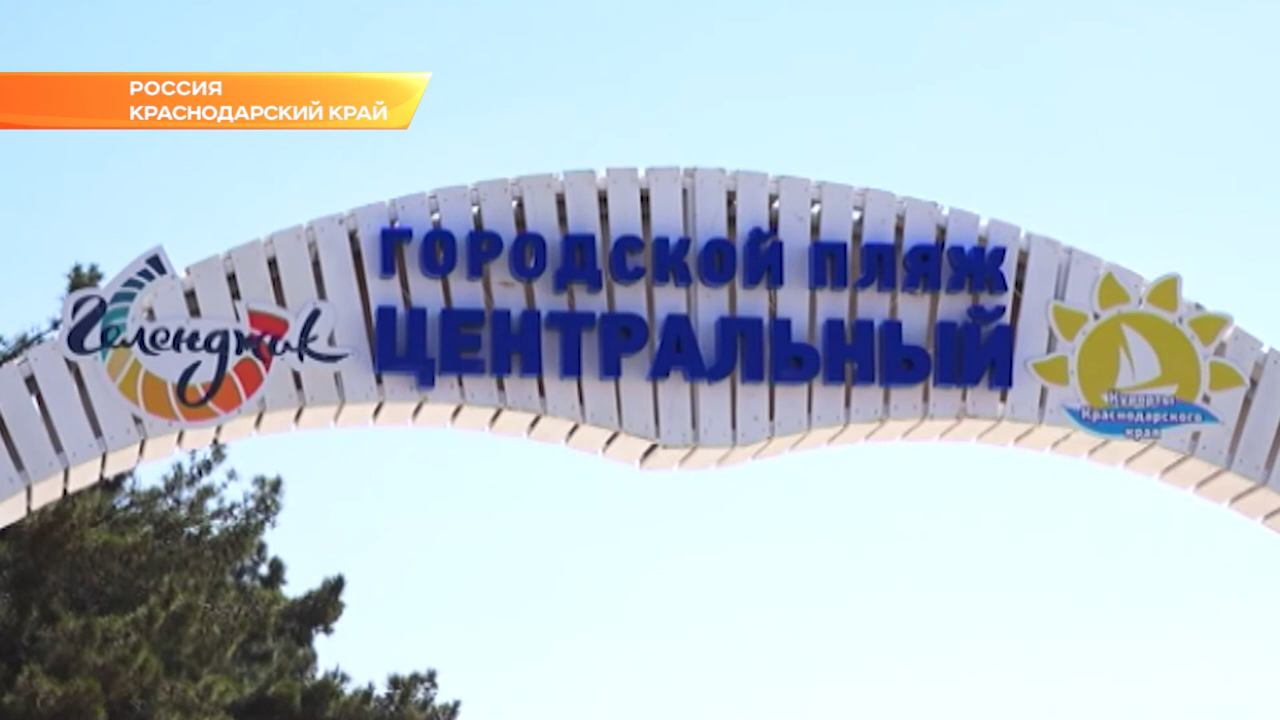 РОССИЯ
КРАСНОДАРСКИЙ КРАЙ
ГОРОДСКОЙ ПЛЯЖ
ЦЕНТРАЛЬНЫЙ
Геленджик
Курорты
Краснодарского
края